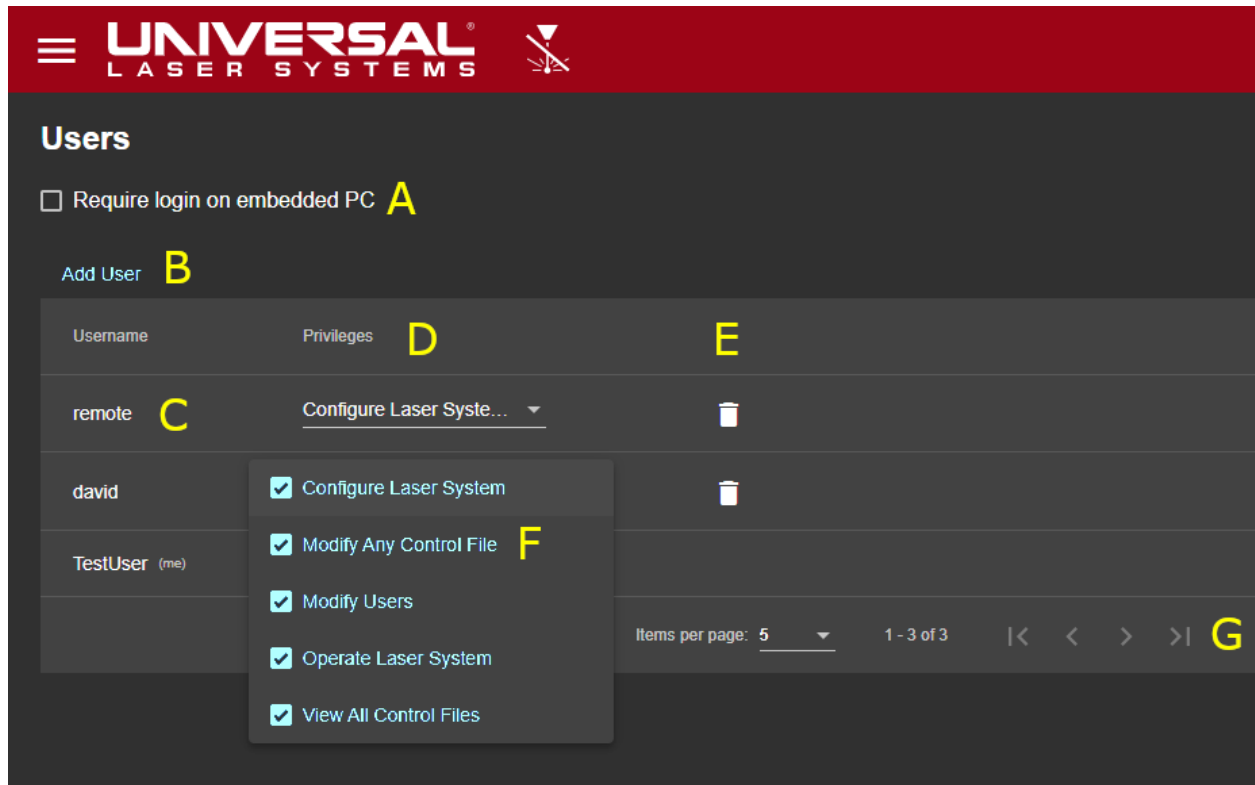 UNIVERSAL®
LASER SYSTEMS
Users
Require login on embedded PC A
Add User B
Username Privileges D E
remote C Configure Laser Syste...
david
Configure Laser System
Modify Any Control File F
TestUser (me)
Modify Users
Items per page: 5 1 - 3 of 3 G
Operate Laser System
View All Control Files